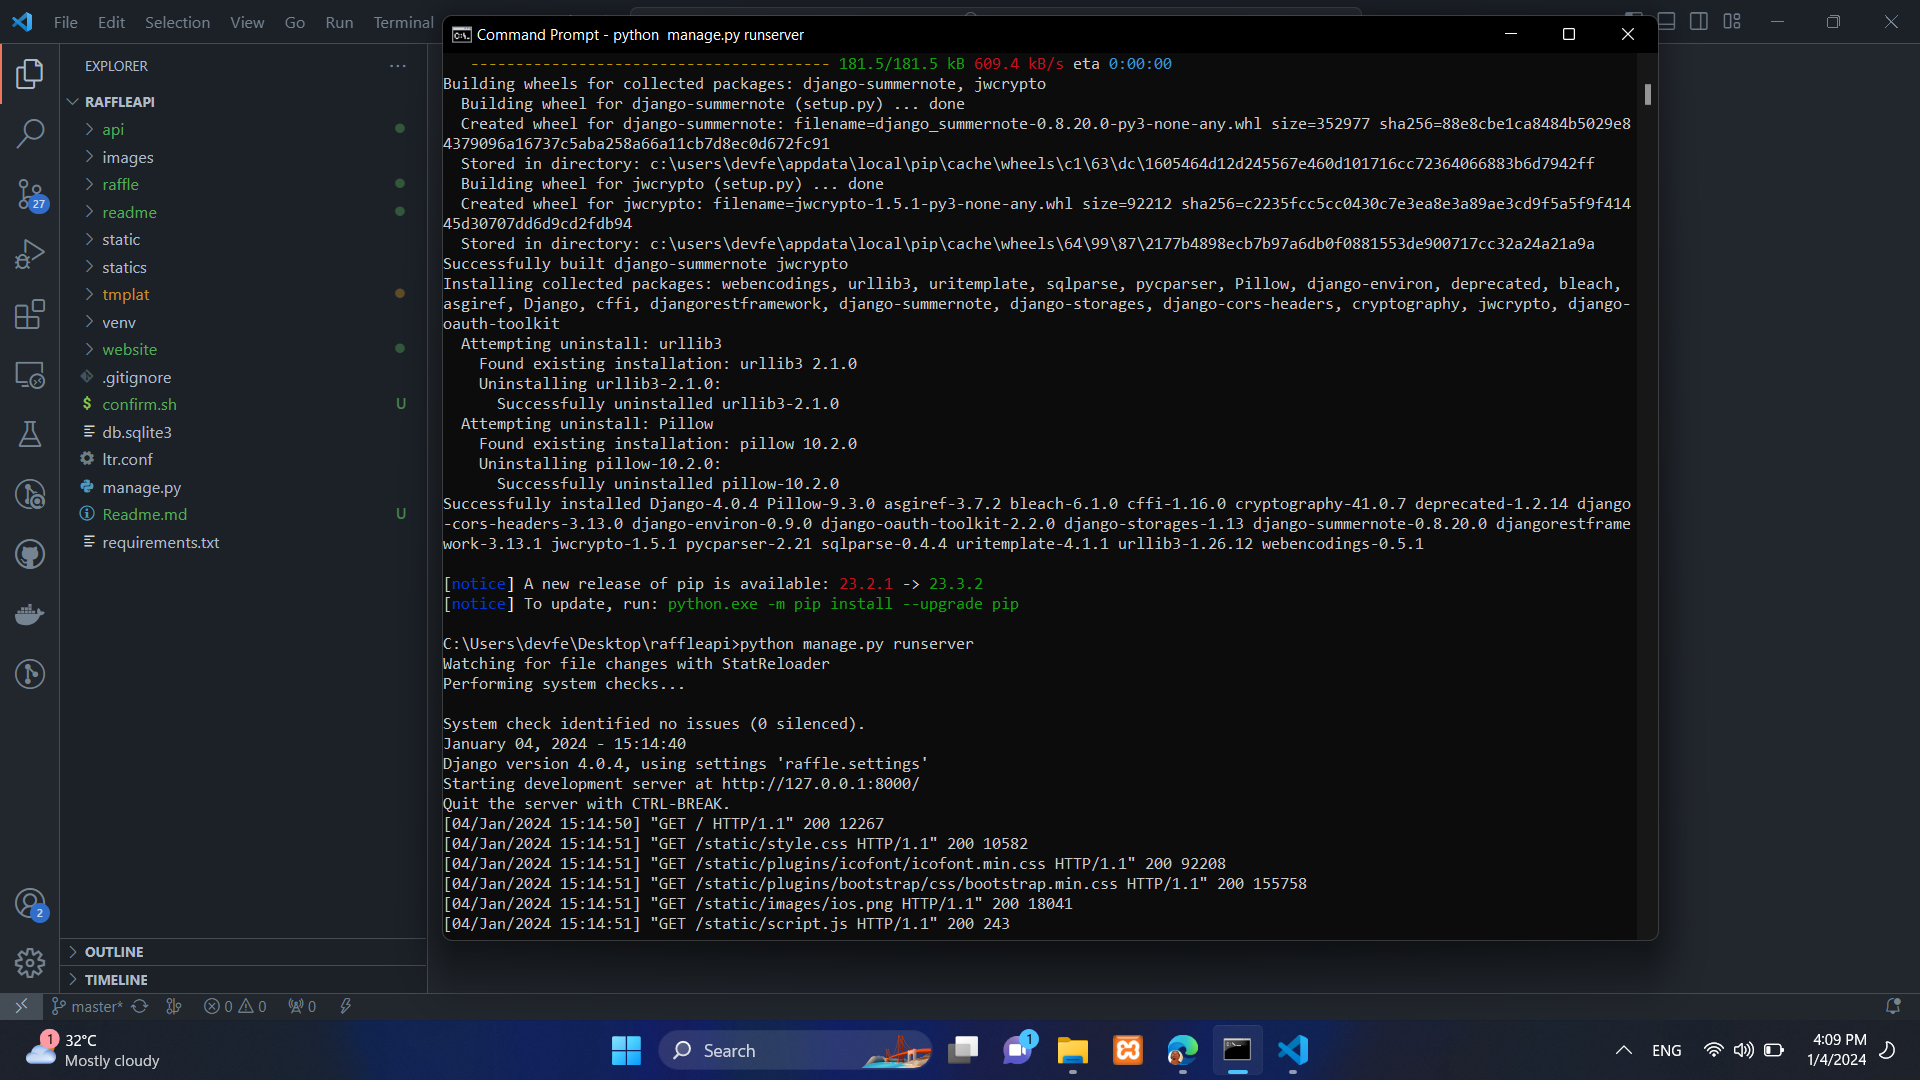 File Edit Selection View Go Run Terminal
EXPLORER
RAFFLEAPI
api
images
raffle
readme
static
statics
tmplat
venv
website
.gitignore
$ confirm.sh U
db.sqlite3
ltr.conf
manage.py
Readme.md U
requirements.txt
OUTLINE
TIMELINE
27
2
master* 0 0 0
Command Prompt - python  manage.py runserver
---------------------------------------- 181.5/181.5 kB 609.4 kB/s eta 0:00:00
Building wheels for collected packages: django-summernote, jwcrypto
Building wheel for django-summernote (setup.py) ... done
Created wheel for django-summernote: filename=django_summernote-0.8.20.0-py3-none-any.whl size=352977 sha256=88e8cbe1ca8484b5029e8
4379096a16737c5aba258a66a11cb7d8ec0d672fc91
Stored in directory: c:\users\devfe\appdata\local\pip\cache\wheels\c1\63\dc\1605464d12d245567e460d101716cc72364066883b6d7942ff
Building wheel for jwcrypto (setup.py) ... done
Created wheel for jwcrypto: filename=jwcrypto-1.5.1-py3-none-any.whl size=92212 sha256=c2235fcc5cc0430c7e3ea8e3a89ae3cd9f5a5f9f414
45d30707dd6d9cd2fdb94
Stored in directory: c:\users\devfe\appdata\local\pip\cache\wheels\64\99\87\2177b4898ecb7b97a6db0f0881553de900717cc32a24a21a9a
Successfully built django-summernote jwcrypto
Installing collected packages: webencodings, urllib3, uritemplate, sqlparse, pycparser, Pillow, django-environ, deprecated, bleach,
asgiref, Django, cffi, djangorestframework, django-summernote, django-storages, django-cors-headers, cryptography, jwcrypto, django-
oauth-toolkit
Attempting uninstall: urllib3
Found existing installation: urllib3 2.1.0
Uninstalling urllib3-2.1.0:
Successfully uninstalled urllib3-2.1.0
Attempting uninstall: Pillow
Found existing installation: pillow 10.2.0
Uninstalling pillow-10.2.0:
Successfully uninstalled pillow-10.2.0
Successfully installed Django-4.0.4 Pillow-9.3.0 asgiref-3.7.2 bleach-6.1.0 cffi-1.16.0 cryptography-41.0.7 deprecated-1.2.14 django
-cors-headers-3.13.0 django-environ-0.9.0 django-oauth-toolkit-2.2.0 django-storages-1.13 django-summernote-0.8.20.0 djangorestframe
work-3.13.1 jwcrypto-1.5.1 pycparser-2.21 sqlparse-0.4.4 uritemplate-4.1.1 urllib3-1.26.12 webencodings-0.5.1
[notice] A new release of pip is available: 23.2.1 -> 23.3.2
[notice] To update, run: python.exe -m pip install --upgrade pip
C:\Users\devfe\Desktop\raffleapi>python manage.py runserver
Watching for file changes with StatReloader
Performing system checks...
System check identified no issues (0 silenced).
January 04, 2024 - 15:14:40
Django version 4.0.4, using settings 'raffle.settings'
Starting development server at http://127.0.0.1:8000/
Quit the server with CTRL-BREAK.
[04/Jan/2024 15:14:50] "GET / HTTP/1.1" 200 12267
[04/Jan/2024 15:14:51] "GET /static/style.css HTTP/1.1" 200 10582
[04/Jan/2024 15:14:51] "GET /static/plugins/icofont/icofont.min.css HTTP/1.1" 200 92208
[04/Jan/2024 15:14:51] "GET /static/plugins/bootstrap/css/bootstrap.min.css HTTP/1.1" 200 155758
[04/Jan/2024 15:14:51] "GET /static/images/ios.png HTTP/1.1" 200 18041
[04/Jan/2024 15:14:51] "GET /static/script.js HTTP/1.1" 200 243
1
32°C
Mostly cloudy
Search
1
ENG
4:09 PM
1/4/2024